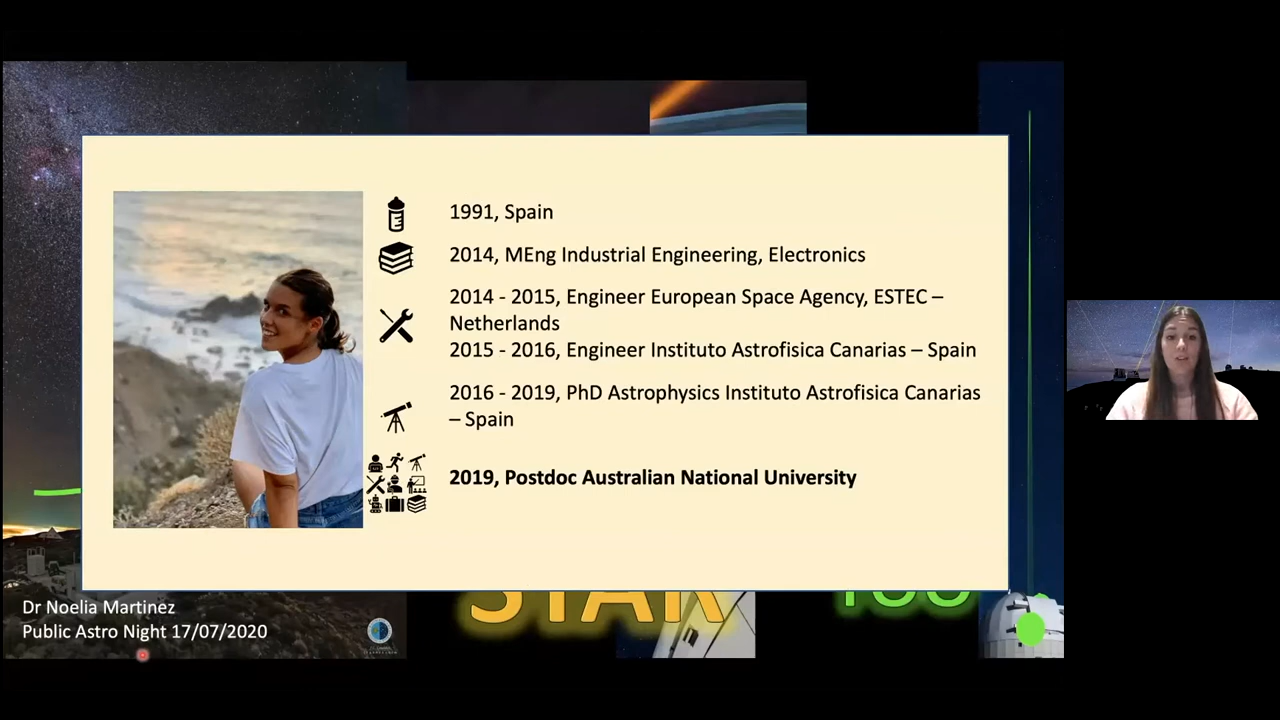 1991, Spain
2014, MEng Industrial Engineering, Electronics
2014 - 2015, Engineer European Space Agency, ESTEC –
Netherlands
2015 - 2016, Engineer Instituto Astrofisica Canarias – Spain
2016 - 2019, PhD Astrophysics Instituto Astrofisica Canarias
– Spain
2019, Postdoc Australian National University
STAR
Dr Noelia Martinez
Public Astro Night 17/07/2020